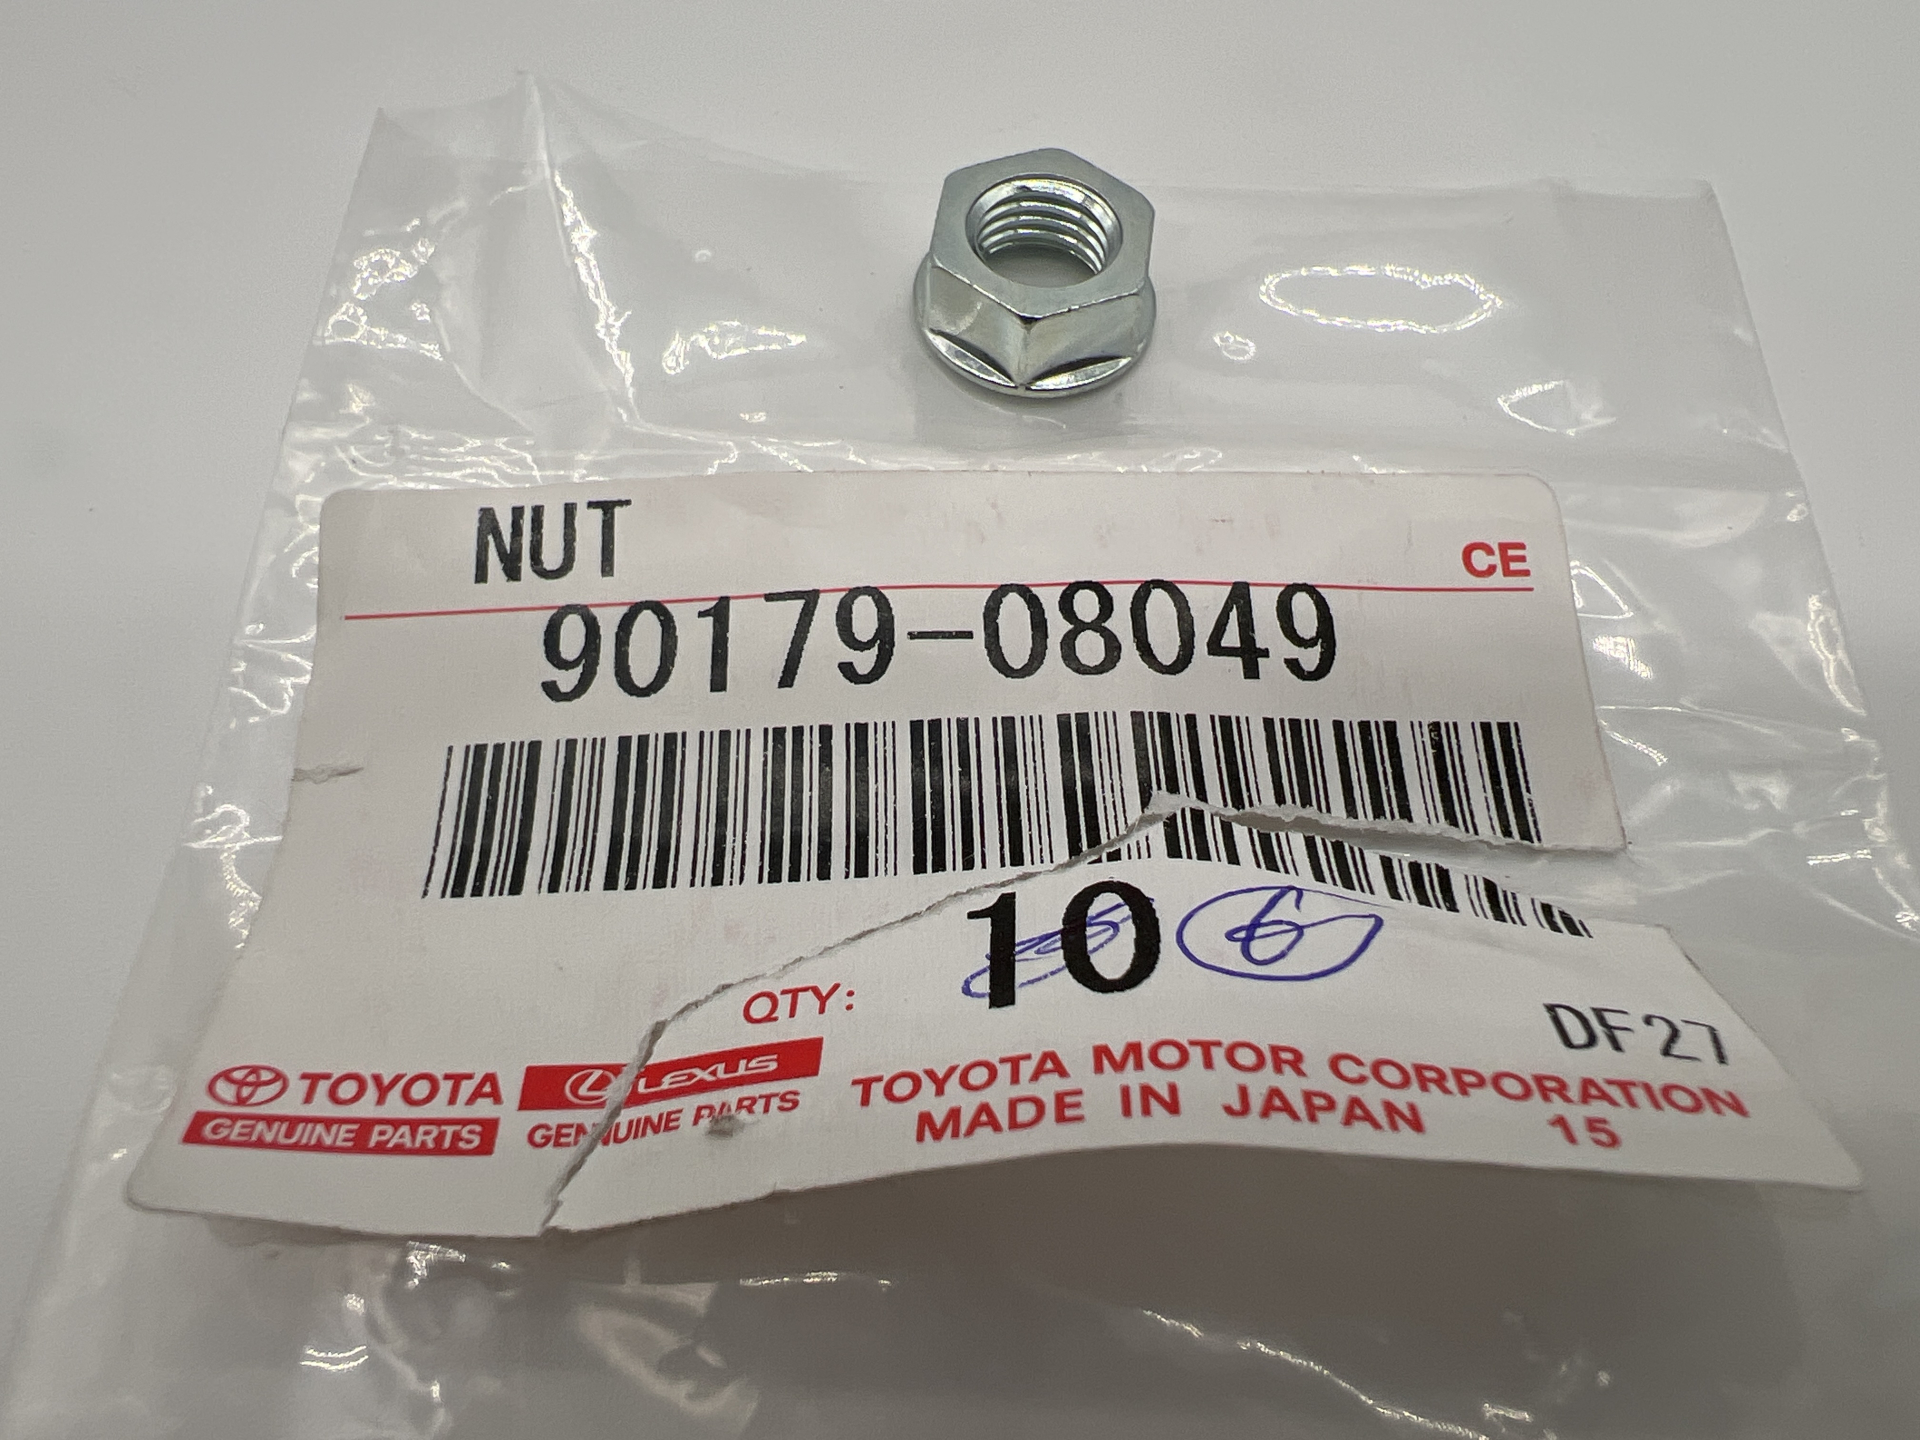 NUT
CE
90179-08049
QTY: 10 6
DF27
TOYOTA LEXUS TOYOTA MOTOR CORPORATION
GENUINE PARTS GENUINE PARTS MADE IN JAPAN 15